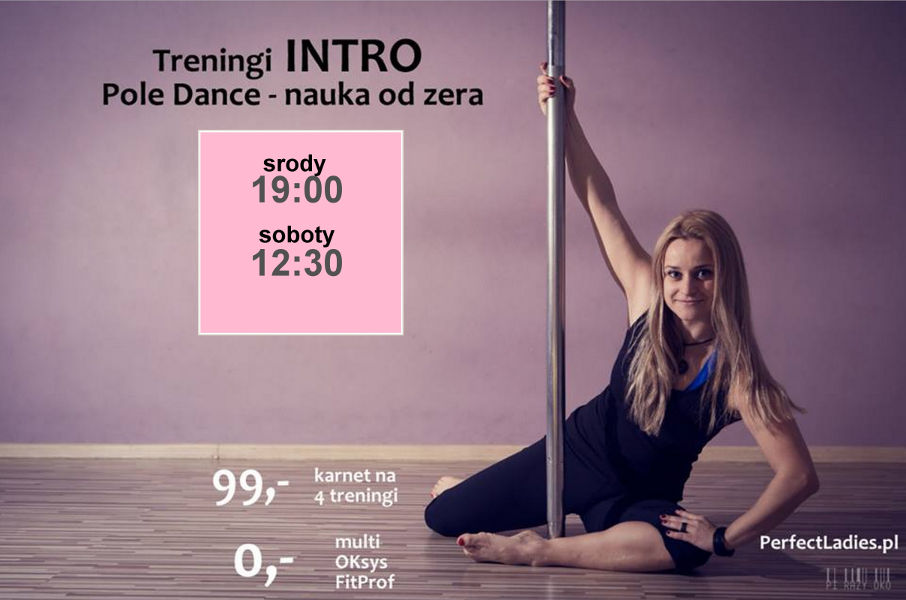 Treningi INTRO
Pole Dance - nauka od zera
srody
19:00
soboty
12:30
99,- karnet na
4 treningi
0,- multi
OKsys
FitProf
PerfectLadies.pl